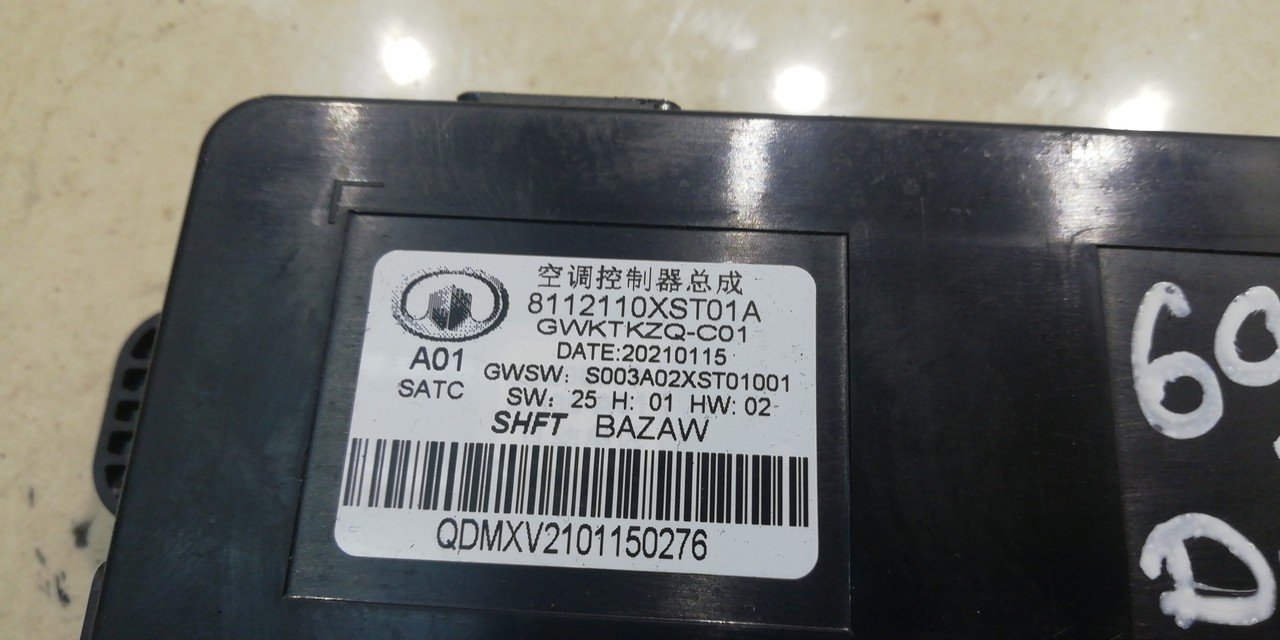 空调控制器总成
8112110XST01A
GWKTKZQ-C01
A01
DATE:20210115
SATC
GWSW: S003A02XST01001
SW: 25 H: 01 HW: 02
SHFT BAZAW
QDMXV2101150276
60
D